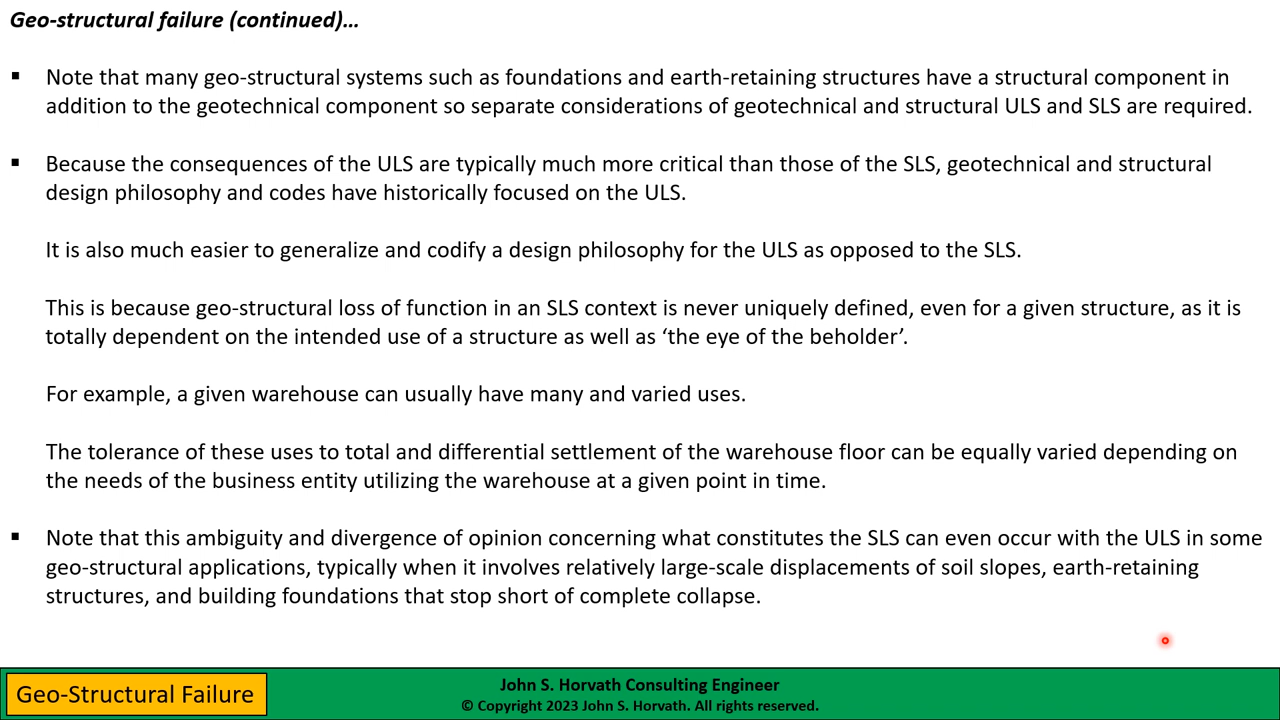 Geo-structural failure (continued)…
▪ Note that many geo-structural systems such as foundations and earth-retaining structures have a structural component in
addition to the geotechnical component so separate considerations of geotechnical and structural ULS and SLS are required.
▪ Because the consequences of the ULS are typically much more critical than those of the SLS, geotechnical and structural
design philosophy and codes have historically focused on the ULS.
It is also much easier to generalize and codify a design philosophy for the ULS as opposed to the SLS.
This is because geo-structural loss of function in an SLS context is never uniquely defined, even for a given structure, as it is
totally dependent on the intended use of a structure as well as ‘the eye of the beholder’.
For example, a given warehouse can usually have many and varied uses.
The tolerance of these uses to total and differential settlement of the warehouse floor can be equally varied depending on
the needs of the business entity utilizing the warehouse at a given point in time.
▪ Note that this ambiguity and divergence of opinion concerning what constitutes the SLS can even occur with the ULS in some
geo-structural applications, typically when it involves relatively large-scale displacements of soil slopes, earth-retaining
structures, and building foundations that stop short of complete collapse.
Geo-Structural Failure
John S. Horvath Consulting Engineer
© Copyright 2023 John S. Horvath. All rights reserved.